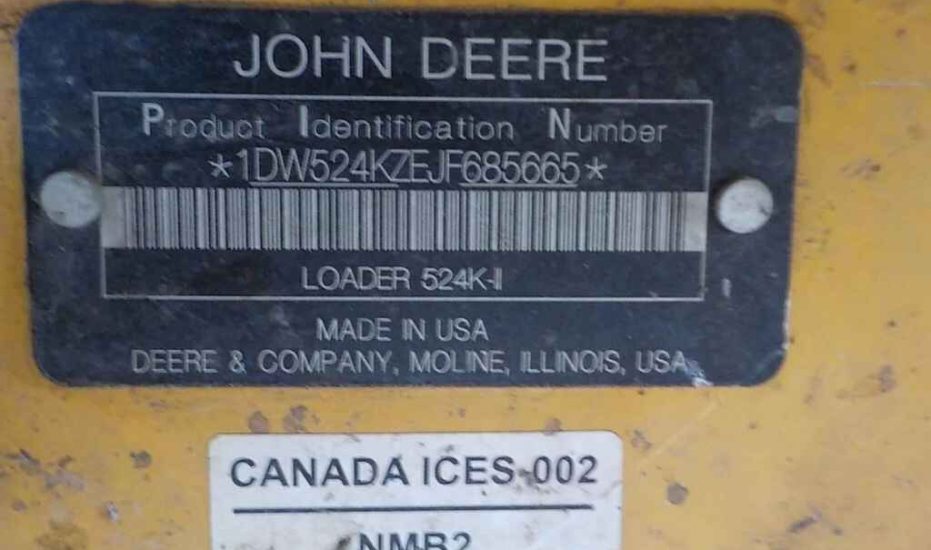 JOHN DEERE
Product Identification Number
*1DW524KZEJF685665*
LOADER 524K-II
MADE IN USA
DEERE & COMPANY, MOLINE, ILLINOIS, USA
CANADA ICES-002
NMB2